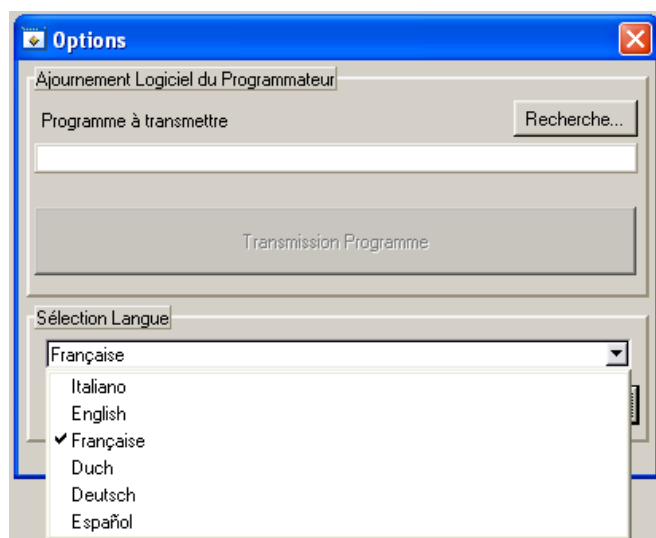 Options
Ajournement Logiciel du Programmateur
Programme à transmettre
Recherche...
Transmission Programme
Sélection Langue
Française
Italiano
English
Française
Duch
Deutsch
Español